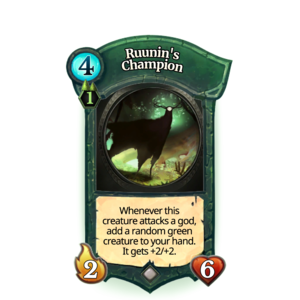 Ruunin's
Champion
4
1
Whenever this
creature attacks a god,
add a random green
creature to your hand.
It gets +2/+2.
2
6